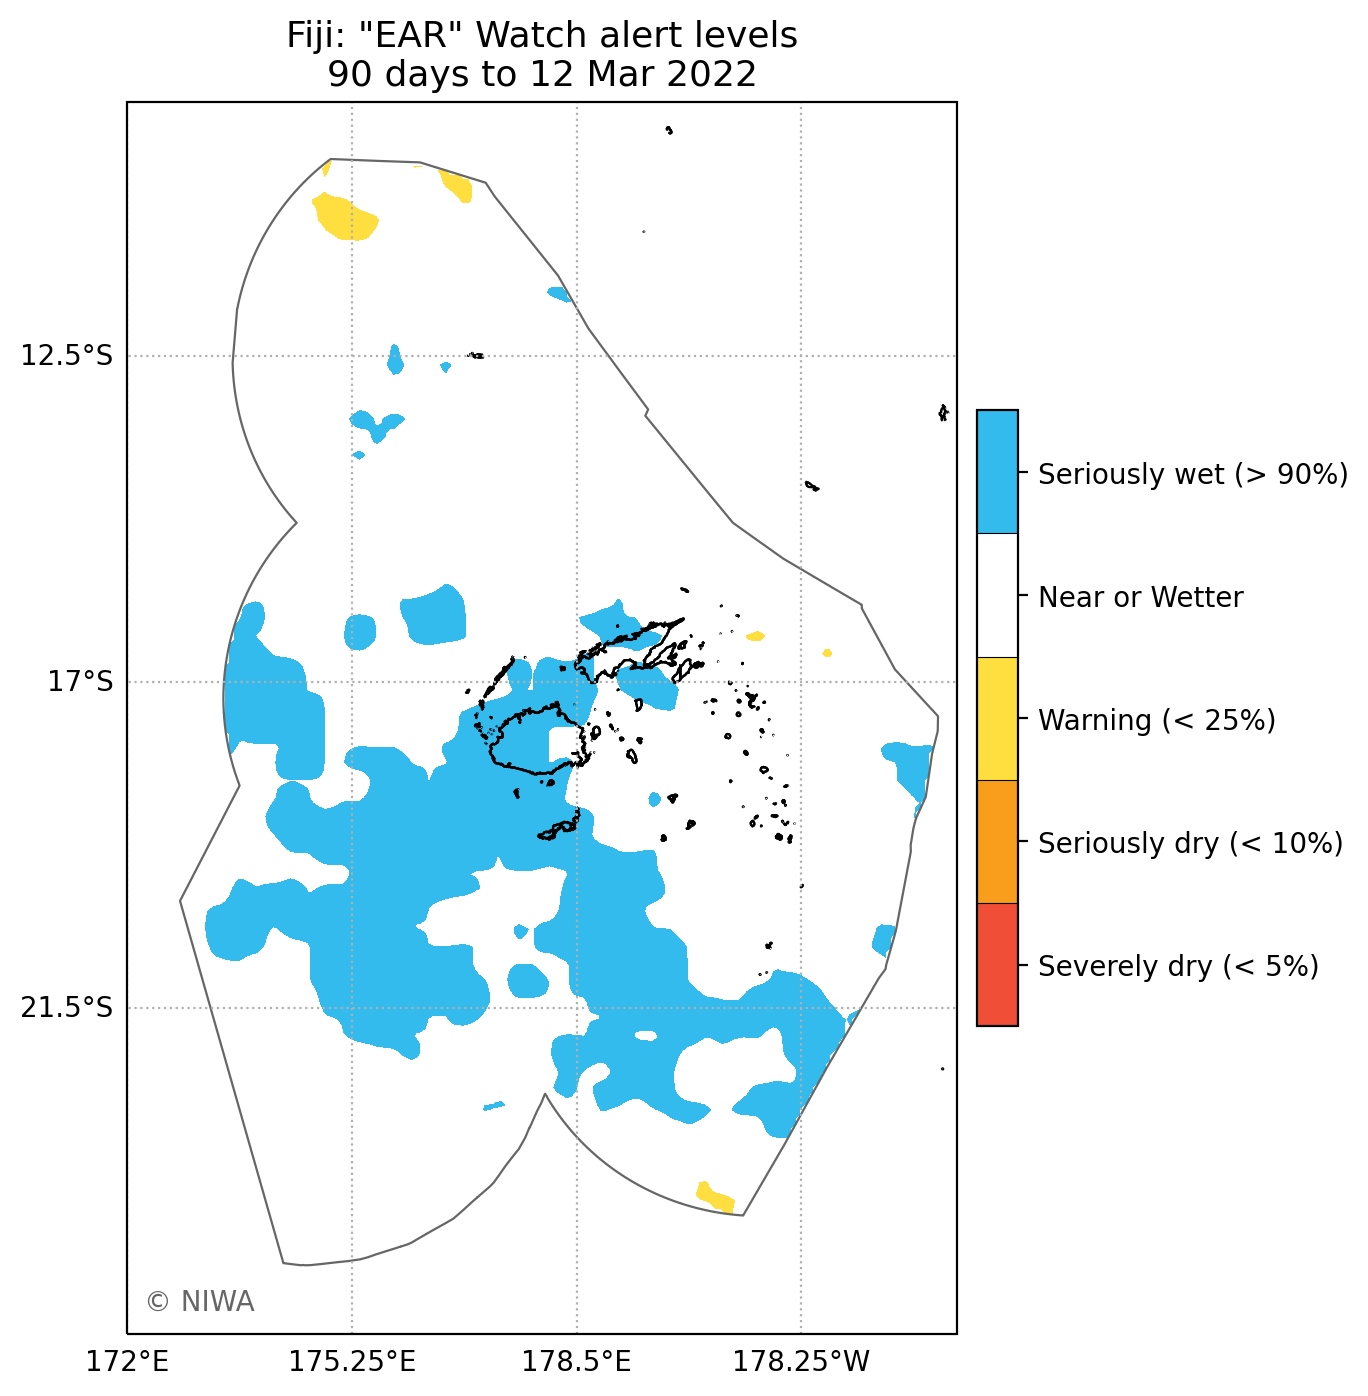 Fiji: "EAR" Watch alert levels
90 days to 12 Mar 2022
12.5°S
17°S
21.5°S
172°E
175.25°E
178.5°E
178.25°W
© NIWA
Seriously wet (> 90%)
Near or Wetter
Warning (< 25%)
Seriously dry (< 10%)
Severely dry (< 5%)